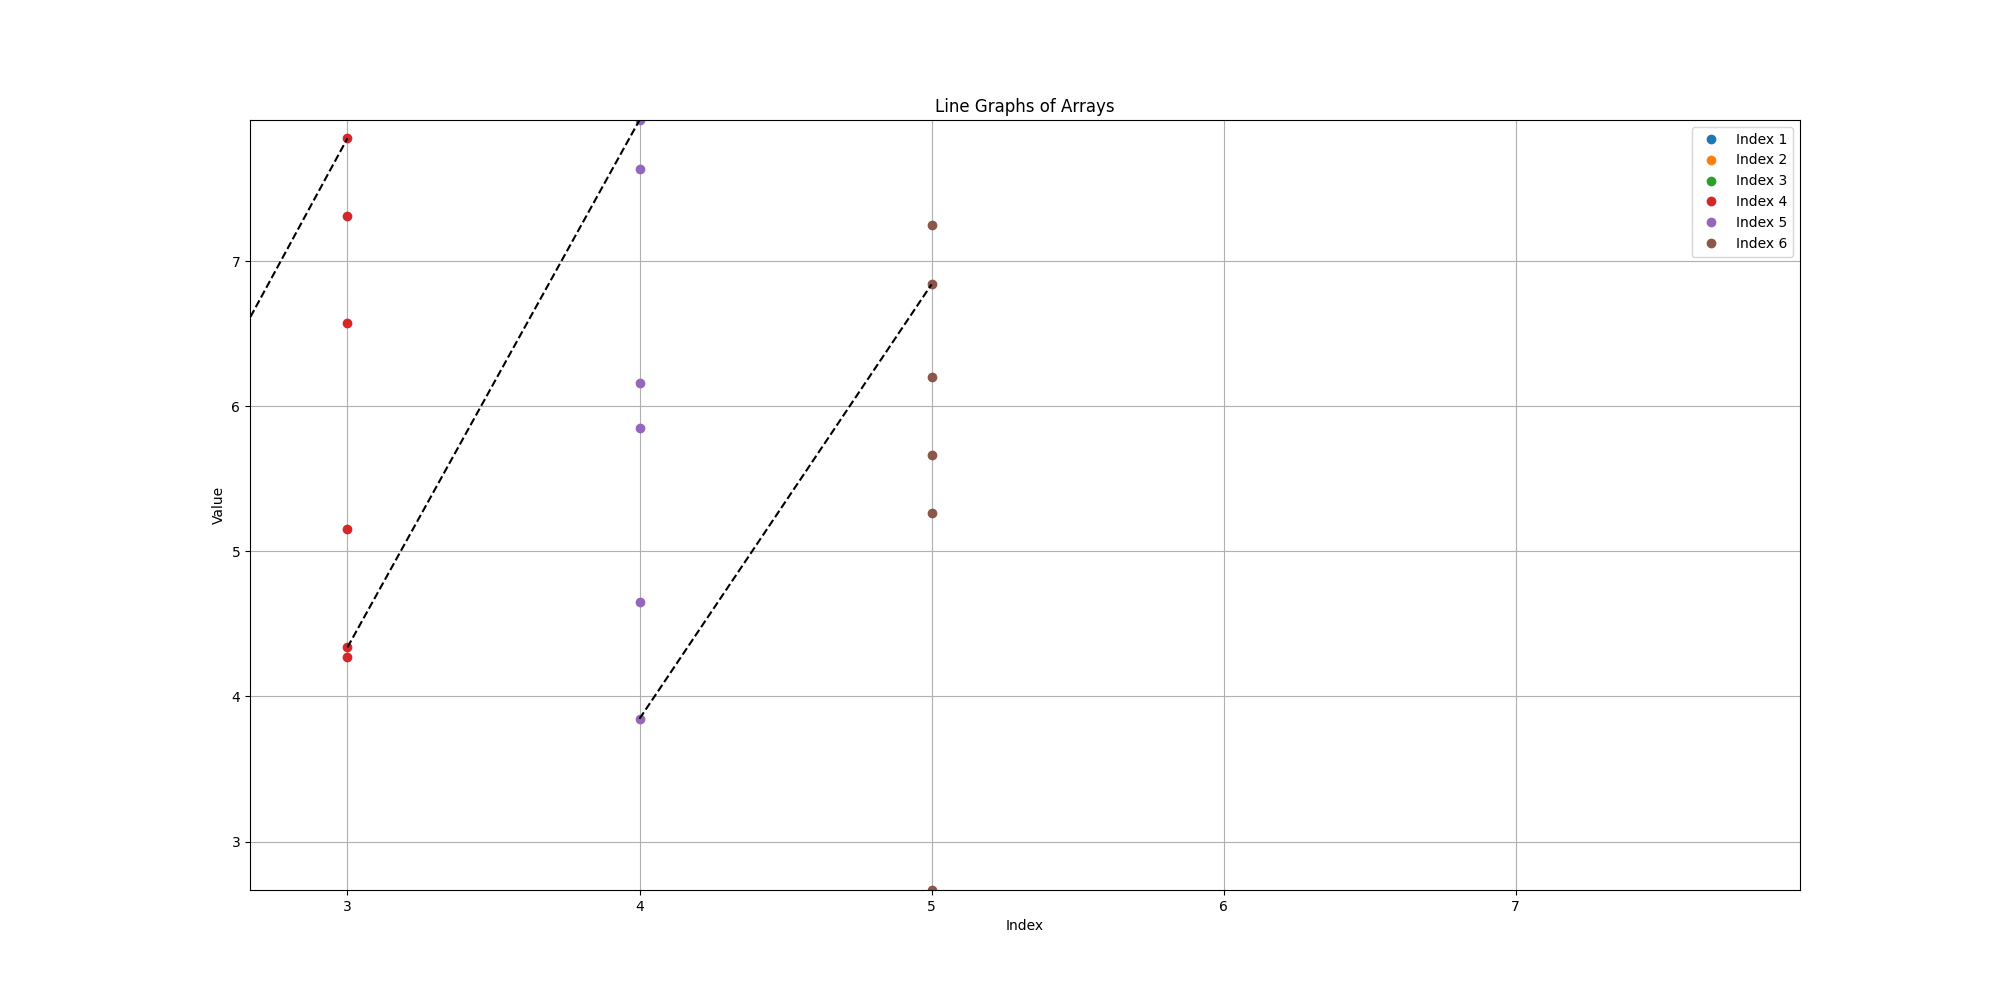 Line Graphs of Arrays
Index 1
Index 2
Index 3
Index 4
Index 5
Index 6
7
6
5
4
3
Value
3 4 5 6 7
Index